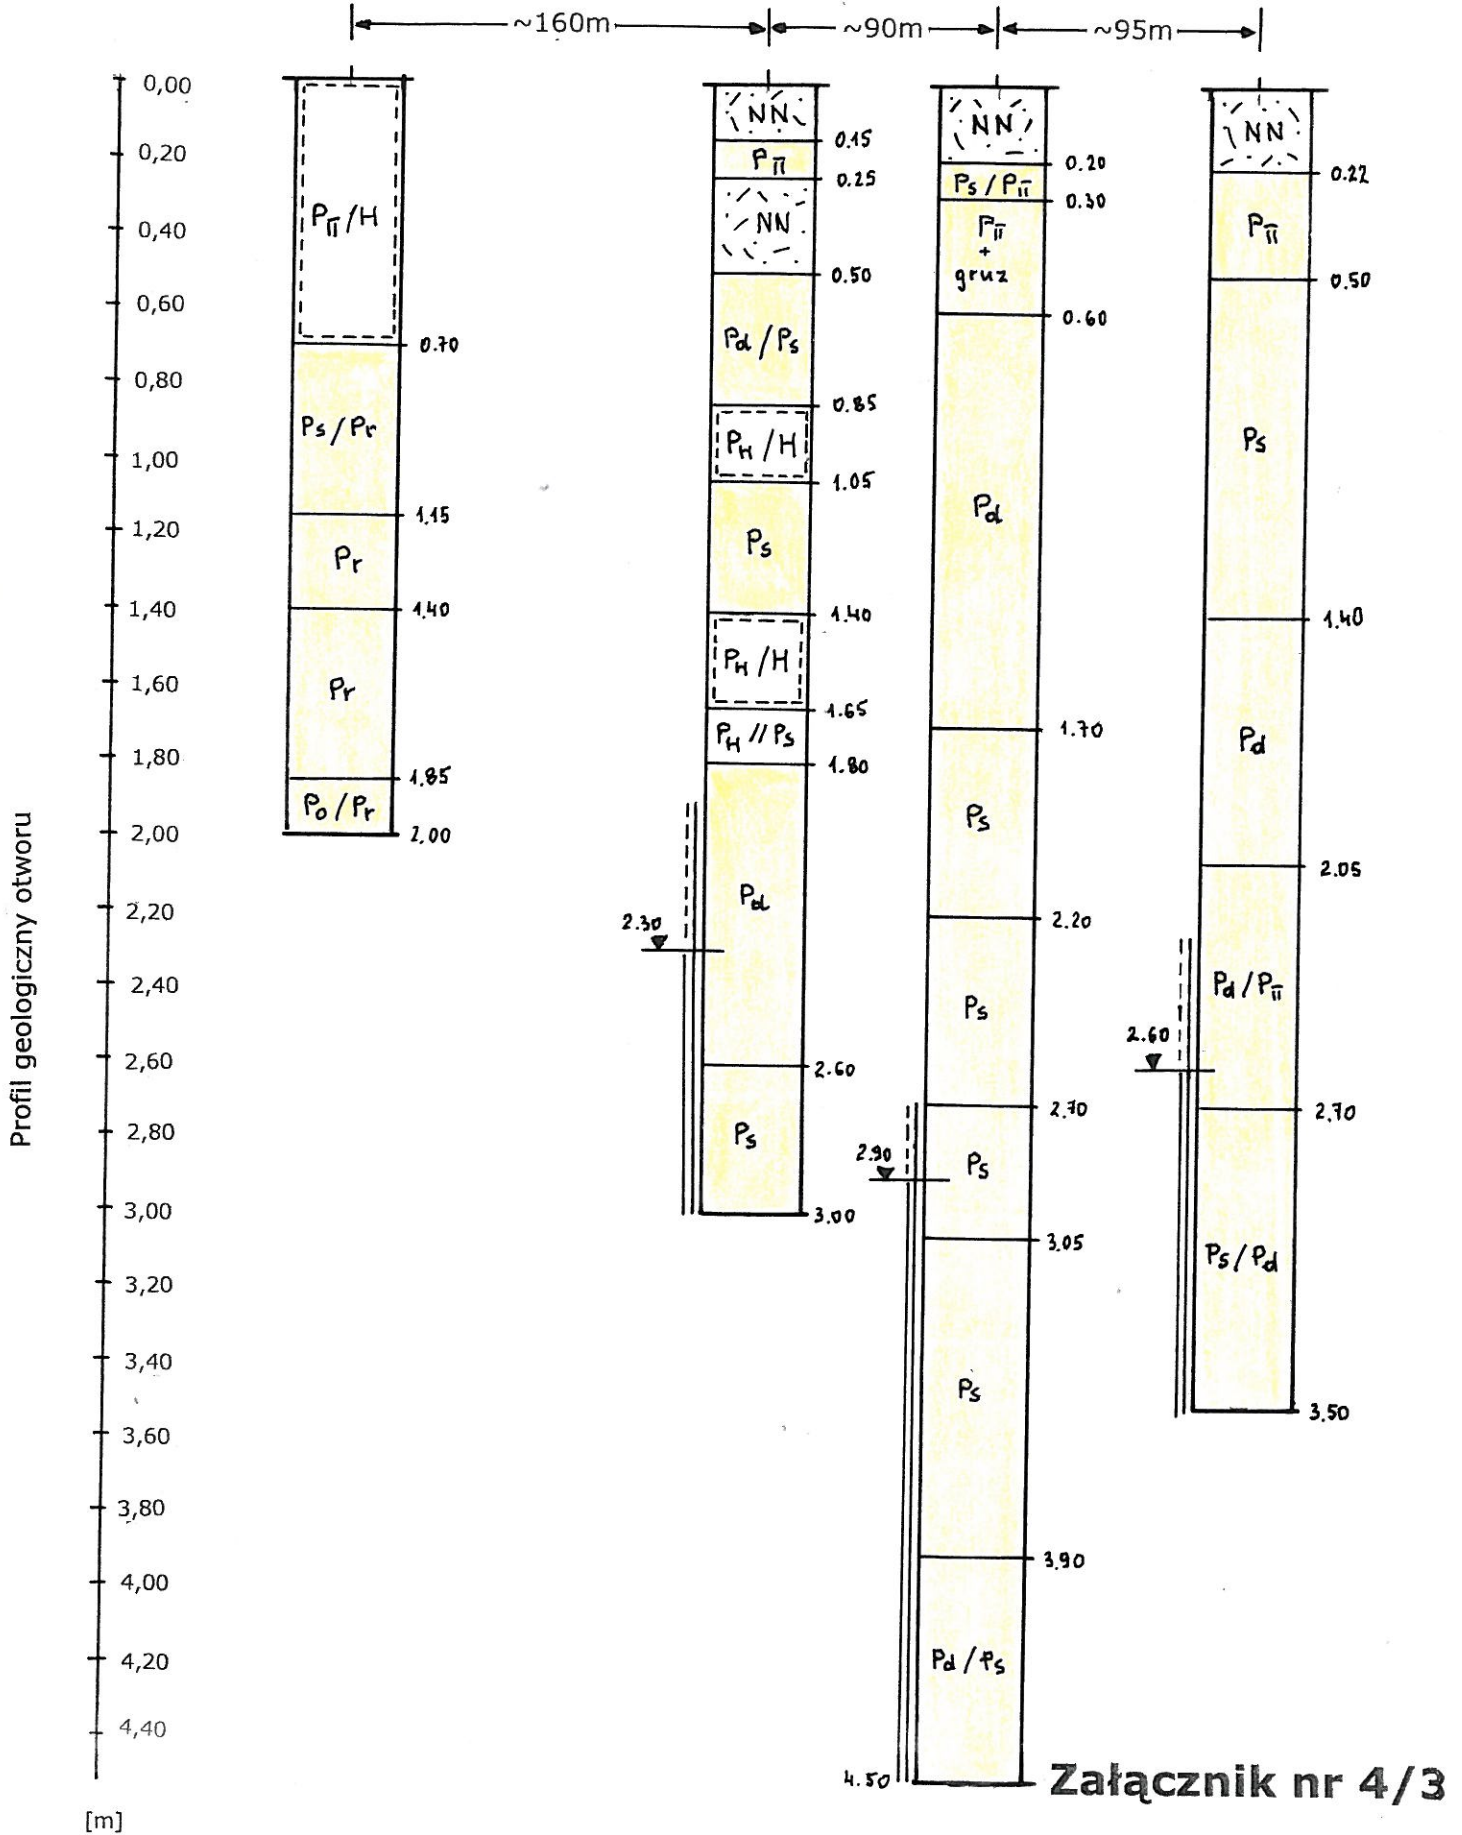 ~160m ~90m ~95m
Profil geologiczny otworu
0,00
0,20
0,40
0,60
0,80
1,00
1,20
1,40
1,60
1,80
2,00
2,20
2,40
2,60
2,80
3,00
3,20
3,40
3,60
3,80
4,00
4,20
4,40
[m]
Pπ/H
0.70
Ps/Pr
1.15
Pr
1.40
Pr
1.85
Po/Pr
2.00
NN
0.15
Pπ
0.25
NN
0.50
Pd/Ps
0.85
PH/H
1.05
Ps
1.40
PH/H
1.65
PH//Ps
1.80
Pd
2.30
2.60
Ps
3.00
NN
0.20
Ps/Pπ
0.30
Pπ
+
gruz
0.60
Pd
1.70
Ps
2.20
Ps
2.70
2.90
Ps
3.05
Ps
3.90
Pd/Ps
4.50
NN
0.22
Pπ
0.50
Ps
1.40
Pd
2.05
Pd/Pπ
2.60
2.70
Ps/Pd
3.50
Załącznik nr 4/3